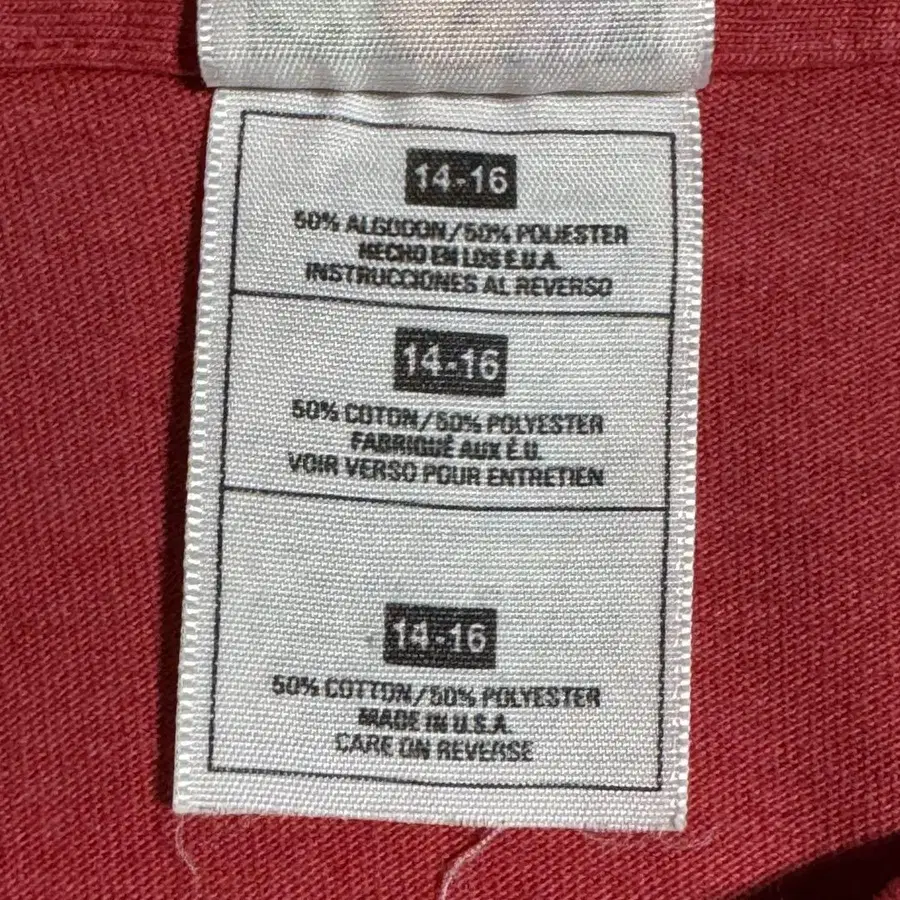 14-16
50% ALGODON/50% POLIESTER
HECHO EN LOS E.U.A.
INSTRUCCIONES AL REVERSO
14-16
50% COTON/50% POLYESTER
FABRIQUÉ AUX É.U.
VOIR VERSO POUR ENTRETIEN
14-16
50% COTTON/50% POLYESTER
MADE IN U.S.A.
CARE ON REVERSE